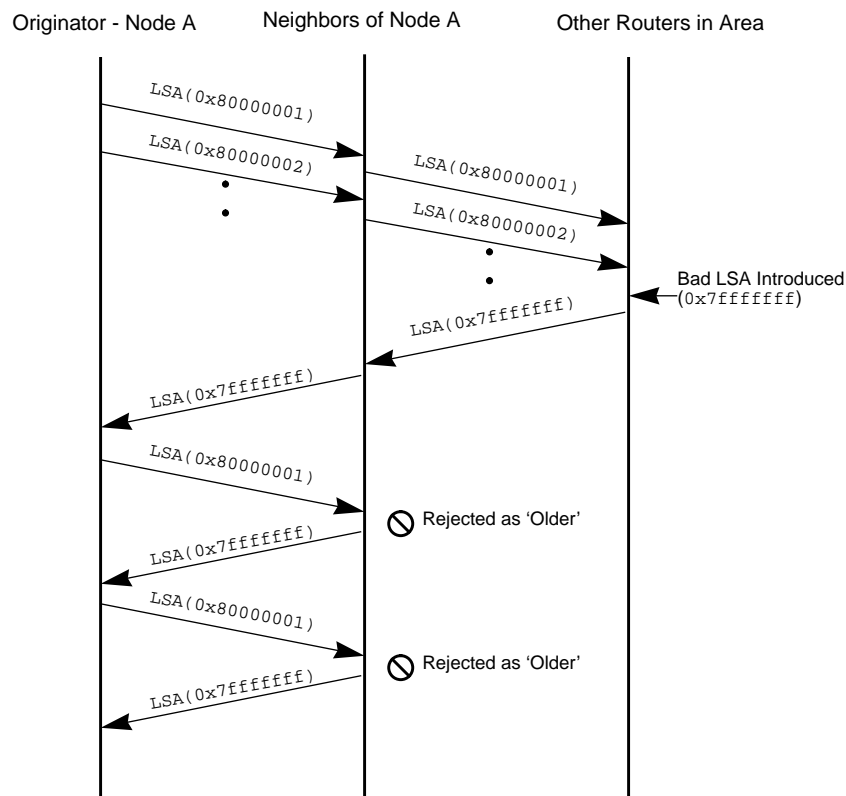 Originator - Node A
Neighbors of Node A
Other Routers in Area
LSA(0x80000001)
LSA(0x80000002)
LSA(0x80000001)
LSA(0x80000002)
Bad LSA Introduced
(0x7fffffff)
LSA(0x7fffffff)
LSA(0x7fffffff)
LSA(0x80000001)
Rejected as ‘Older’
LSA(0x7fffffff)
LSA(0x80000001)
Rejected as ‘Older’
LSA(0x7fffffff)